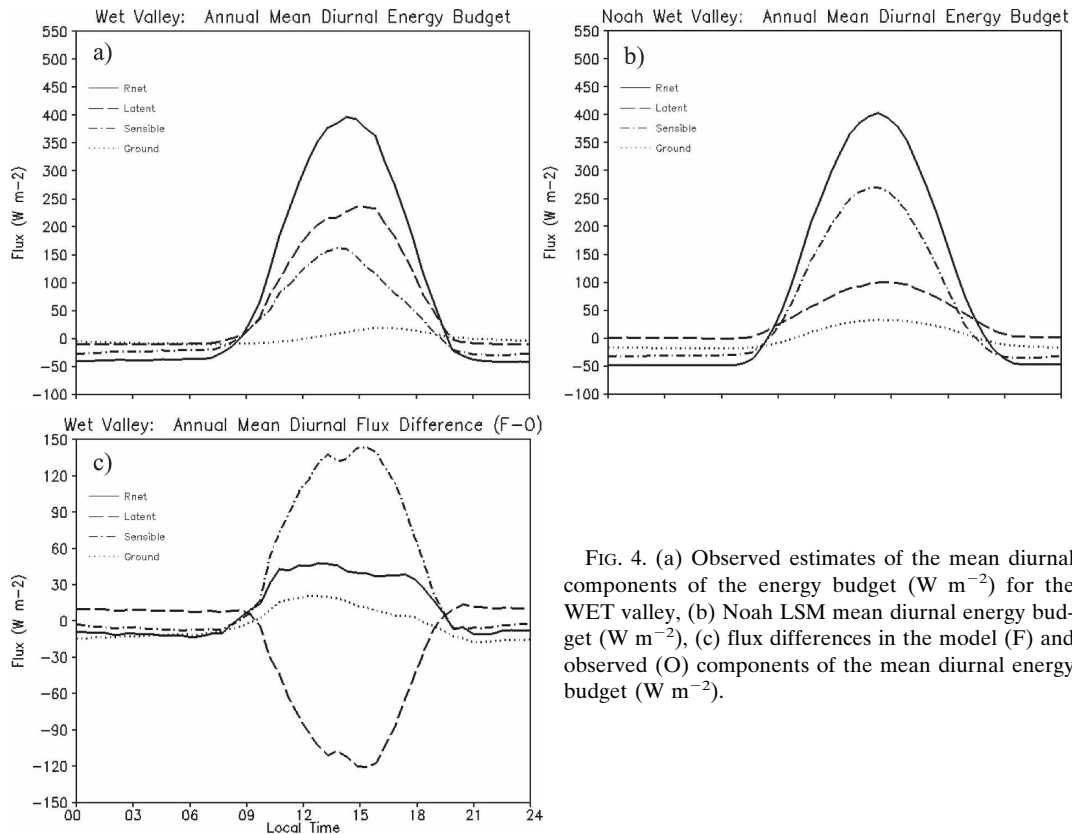 Wet Valley: Annual Mean Diurnal Energy Budget
a)
Rnet
Latent
Sensible
Ground
Flux (W m-2)
550
500
450
400
350
300
250
200
150
100
50
0
-50
-100
Noah Wet Valley: Annual Mean Diurnal Energy Budget
b)
Rnet
Latent
Sensible
Ground
Flux (W m-2)
550
500
450
400
350
300
250
200
150
100
50
0
-50
-100
Wet Valley: Annual Mean Diurnal Flux Difference (F-O)
c)
Rnet
Latent
Sensible
Ground
Flux (W m-2)
150
120
90
60
30
0
-30
-60
-90
-120
-150
00 03 06 09 12 15 18 21 24
Local Time
FIG. 4. (a) Observed estimates of the mean diurnal
components of the energy budget (W m−2) for the
WET valley, (b) Noah LSM mean diurnal energy bud-
get (W m−2), (c) flux differences in the model (F) and
observed (O) components of the mean diurnal energy
budget (W m−2).